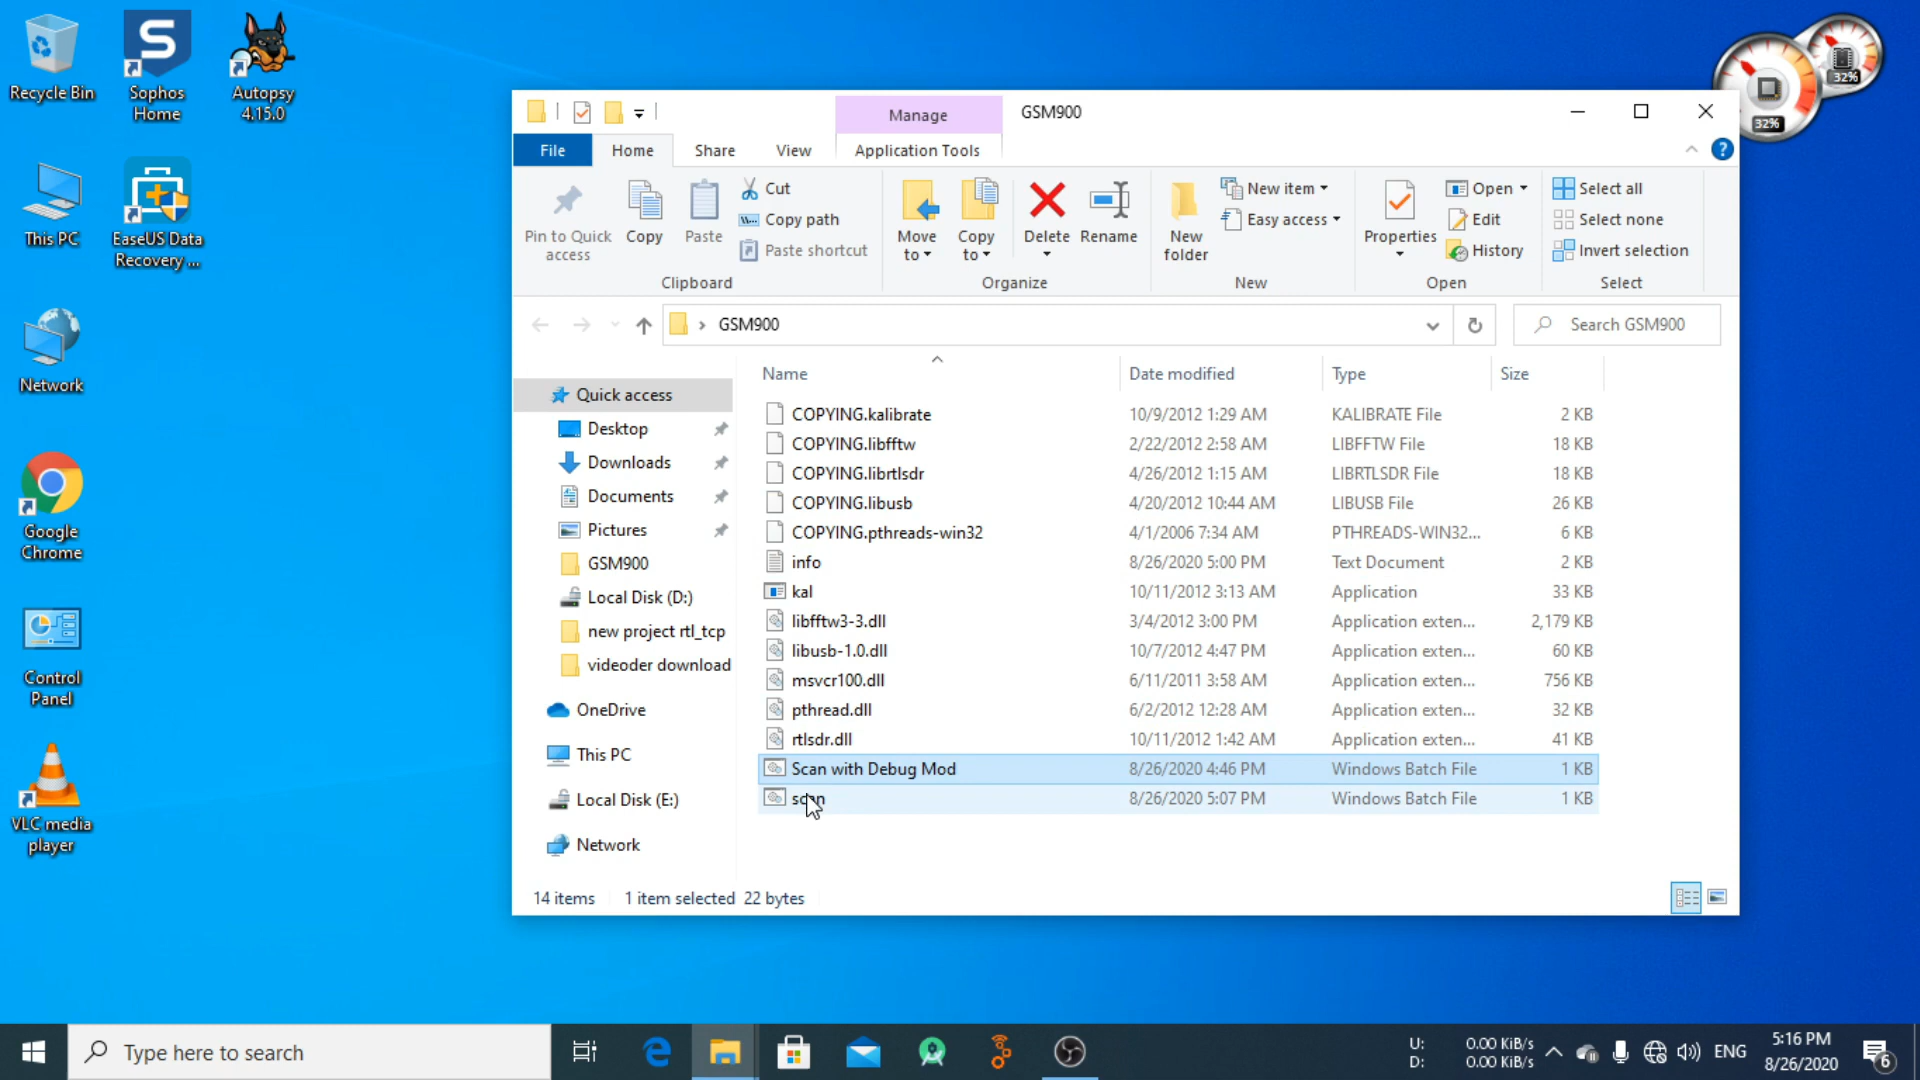 Recycle Bin
Sophos
Home
Autopsy
4.15.0
This PC
EaseUS Data
Recovery ...
Network
Google
Chrome
Control
Panel
VLC media
player
32%
32%
Manage
GSM900
File
Home
Share
View
Application Tools
Pin to Quick
access
Copy
Paste
Cut
Copy path
Paste shortcut
Clipboard
Move
to
Copy
to
Delete
Rename
Organize
New
folder
New item
Easy access
New
Properties
Open
Edit
History
Open
Select all
Select none
Invert selection
Select
GSM900
Search GSM900
Quick access
Desktop
Downloads
Documents
Pictures
GSM900
Local Disk (D:)
new project rtl_tcp
videoder download
OneDrive
This PC
Local Disk (E:)
Network
Name Date modified Type Size
COPYING.kalibrate 10/9/2012 1:29 AM KALIBRATE File 2 KB
COPYING.libfftw 2/22/2012 2:58 AM LIBFFTW File 18 KB
COPYING.librtlsdr 4/26/2012 1:15 AM LIBRTLSDR File 18 KB
COPYING.libusb 4/20/2012 10:44 AM LIBUSB File 26 KB
COPYING.pthreads-win32 4/1/2006 7:34 AM PTHREADS-WIN32... 6 KB
info 8/26/2020 5:00 PM Text Document 2 KB
kal 10/11/2012 3:13 AM Application 33 KB
libfftw3-3.dll 3/4/2012 3:00 PM Application exten... 2,179 KB
libusb-1.0.dll 10/7/2012 4:47 PM Application exten... 60 KB
msvcr100.dll 6/11/2011 3:58 AM Application exten... 756 KB
pthread.dll 6/2/2012 12:28 AM Application exten... 32 KB
rtlsdr.dll 10/11/2012 1:42 AM Application exten... 41 KB
Scan with Debug Mod 8/26/2020 4:46 PM Windows Batch File 1 KB
scan 8/26/2020 5:07 PM Windows Batch File 1 KB
14 items 1 item selected 22 bytes
Type here to search
U: 0.00 KiB/s
D: 0.00 KiB/s
ENG
5:16 PM
8/26/2020
6